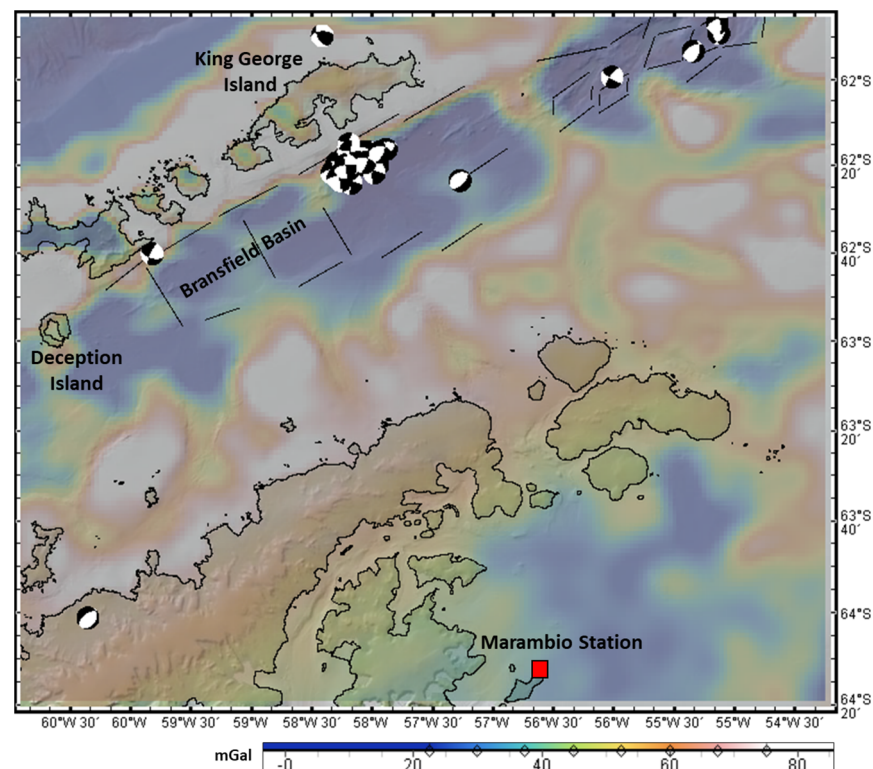 King George
Island
62°S
62°S
20´
Bransfield Basin
62°S
40´
Deception
Island
63°S
63°S
20´
63°S
40´
64°S
Marambio Station
64°S
20´
60°W 30´ 60°W 59°W 30´ 59°W 58°W 30´ 58°W 57°W 30´ 57°W 56°W 30´ 56°W 55°W 30´ 55°W 54°W 30´
mGal
-0 20 40 60 80